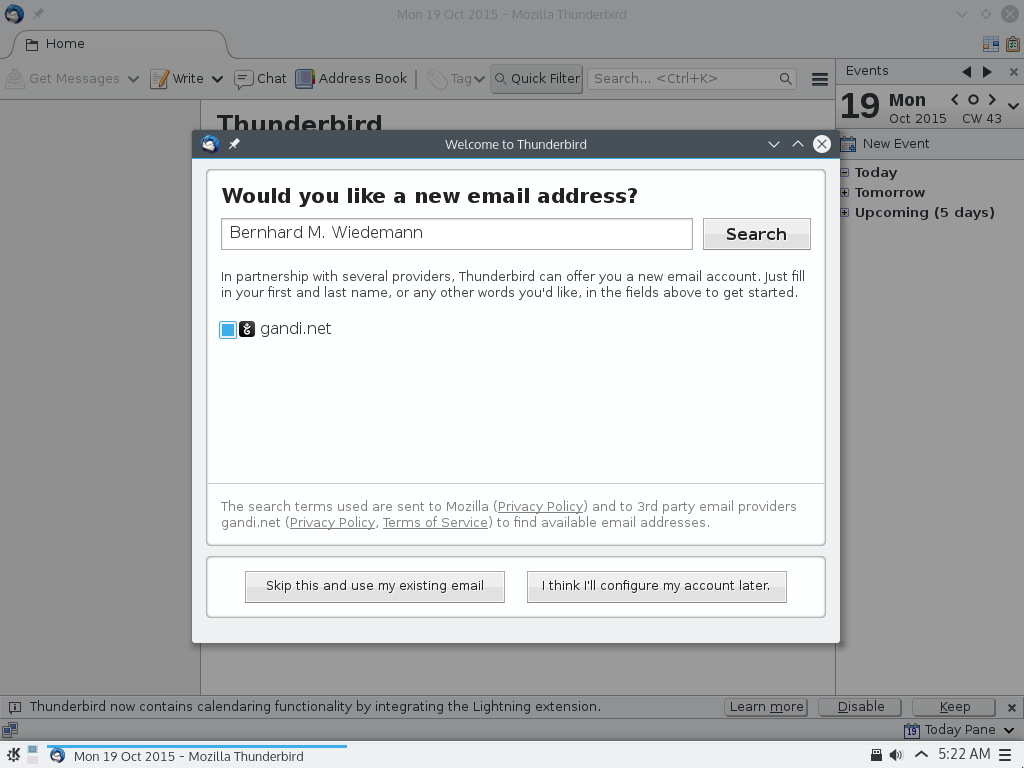 Mon 19 Oct 2015 - Mozilla Thunderbird
Home
Get Messages
Write
Chat
Address Book
Tag
Quick Filter
Search... <Ctrl+K>
Events
19
Mon
Oct 2015
CW 43
New Event
Today
Tomorrow
Upcoming (5 days)
Thunderbird
Welcome to Thunderbird
Would you like a new email address?
Bernhard M. Wiedemann
Search
In partnership with several providers, Thunderbird can offer you a new email account. Just fill
in your first and last name, or any other words you'd like, in the fields above to get started.
gandi.net
The search terms used are sent to Mozilla (Privacy Policy) and to 3rd party email providers
gandi.net (Privacy Policy, Terms of Service) to find available email addresses.
Skip this and use my existing email
I think I'll configure my account later.
Thunderbird now contains calendaring functionality by integrating the Lightning extension.
Learn more
Disable
Keep
19
Today Pane
Mon 19 Oct 2015 - Mozilla Thunderbird
5:22 AM